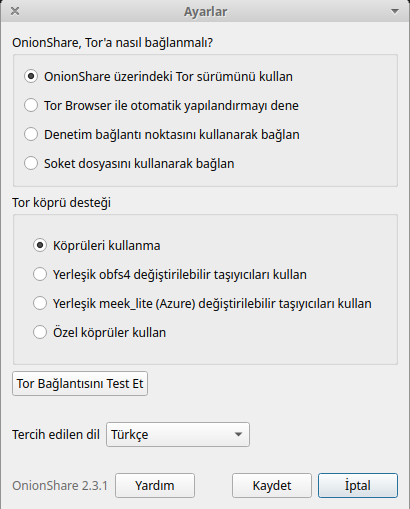 Ayarlar
OnionShare, Tor'a nasıl bağlanmalı?
OnionShare üzerindeki Tor sürümünü kullan
Tor Browser ile otomatik yapılandırmayı dene
Denetim bağlantı noktasını kullanarak bağlan
Soket dosyasını kullanarak bağlan
Tor köprü desteği
Köprüleri kullanma
Yerleşik obfs4 değiştirilebilir taşıyıcıları kullan
Yerleşik meek_lite (Azure) değiştirilebilir taşıyıcıları kullan
Özel köprüler kullan
Tor Bağlantısını Test Et
Tercih edilen dil Türkçe
OnionShare 2.3.1 Yardım Kaydet İptal